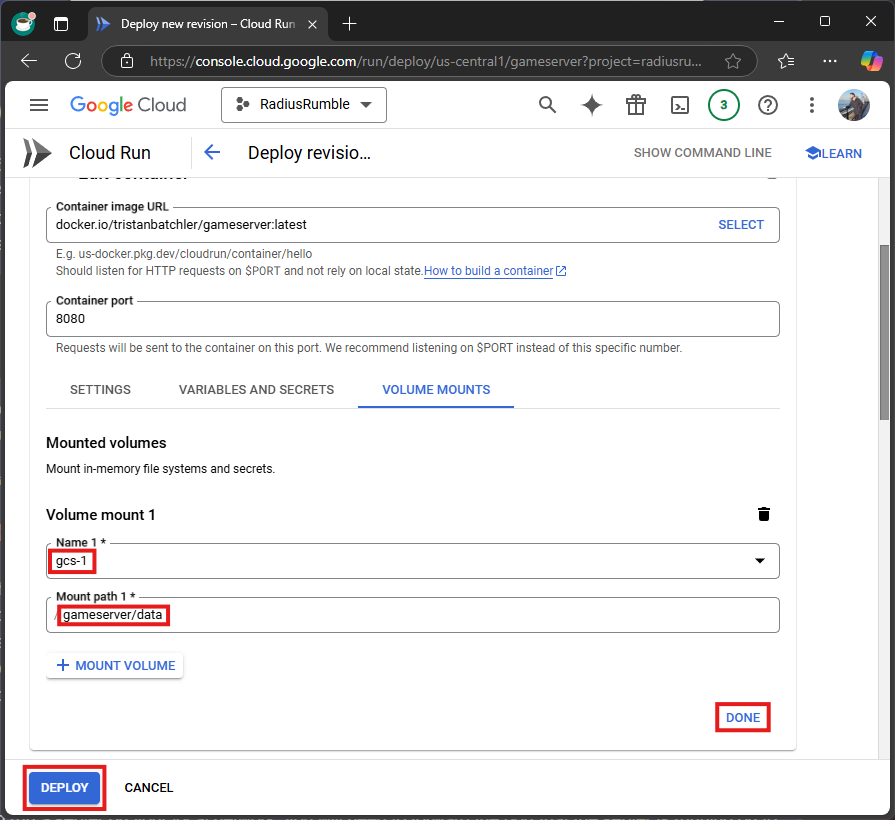 Deploy new revision – Cloud Run
https://console.cloud.google.com/run/deploy/us-central1/gameserver?project=radiusru...
Google Cloud
RadiusRumble
3
Cloud Run
Deploy revisio...
SHOW COMMAND LINE
LEARN
Edit container
Container image URL
docker.io/tristanbatchler/gameserver:latest
SELECT
E.g. us-docker.pkg.dev/cloudrun/container/hello
Should listen for HTTP requests on $PORT and not rely on local state. How to build a container
Container port
8080
Requests will be sent to the container on this port. We recommend listening on $PORT instead of this specific number.
SETTINGS
VARIABLES AND SECRETS
VOLUME MOUNTS
Mounted volumes
Mount in-memory file systems and secrets.
Volume mount 1
Name 1 *
gcs-1
Mount path 1 *
/gameserver/data
+ MOUNT VOLUME
DONE
DEPLOY
CANCEL